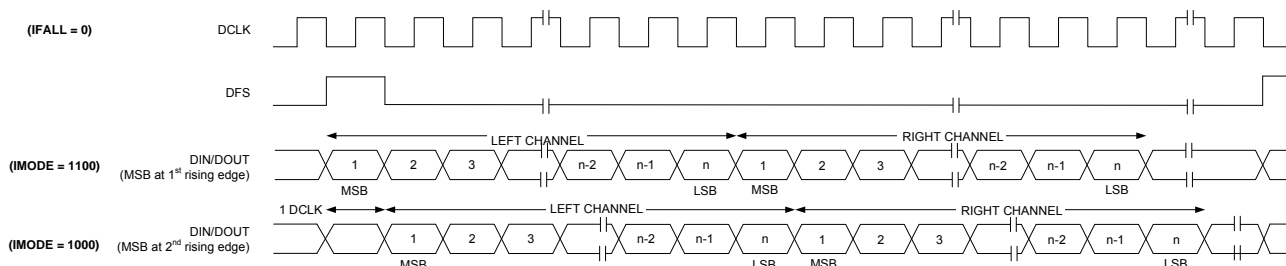 (IFALL = 0) DCLK
DFS
LEFT CHANNEL RIGHT CHANNEL
(IMODE = 1100) DIN/DOUT 1 2 3 n-2 n-1 n 1 2 3 n-2 n-1 n
(MSB at 1st rising edge)
MSB LSB MSB LSB
1 DCLK LEFT CHANNEL RIGHT CHANNEL
(IMODE = 1000) DIN/DOUT 1 2 3 n-2 n-1 n 1 2 3 n-2 n-1 n
(MSB at 2nd rising edge)
MSB LSB MSB LSB